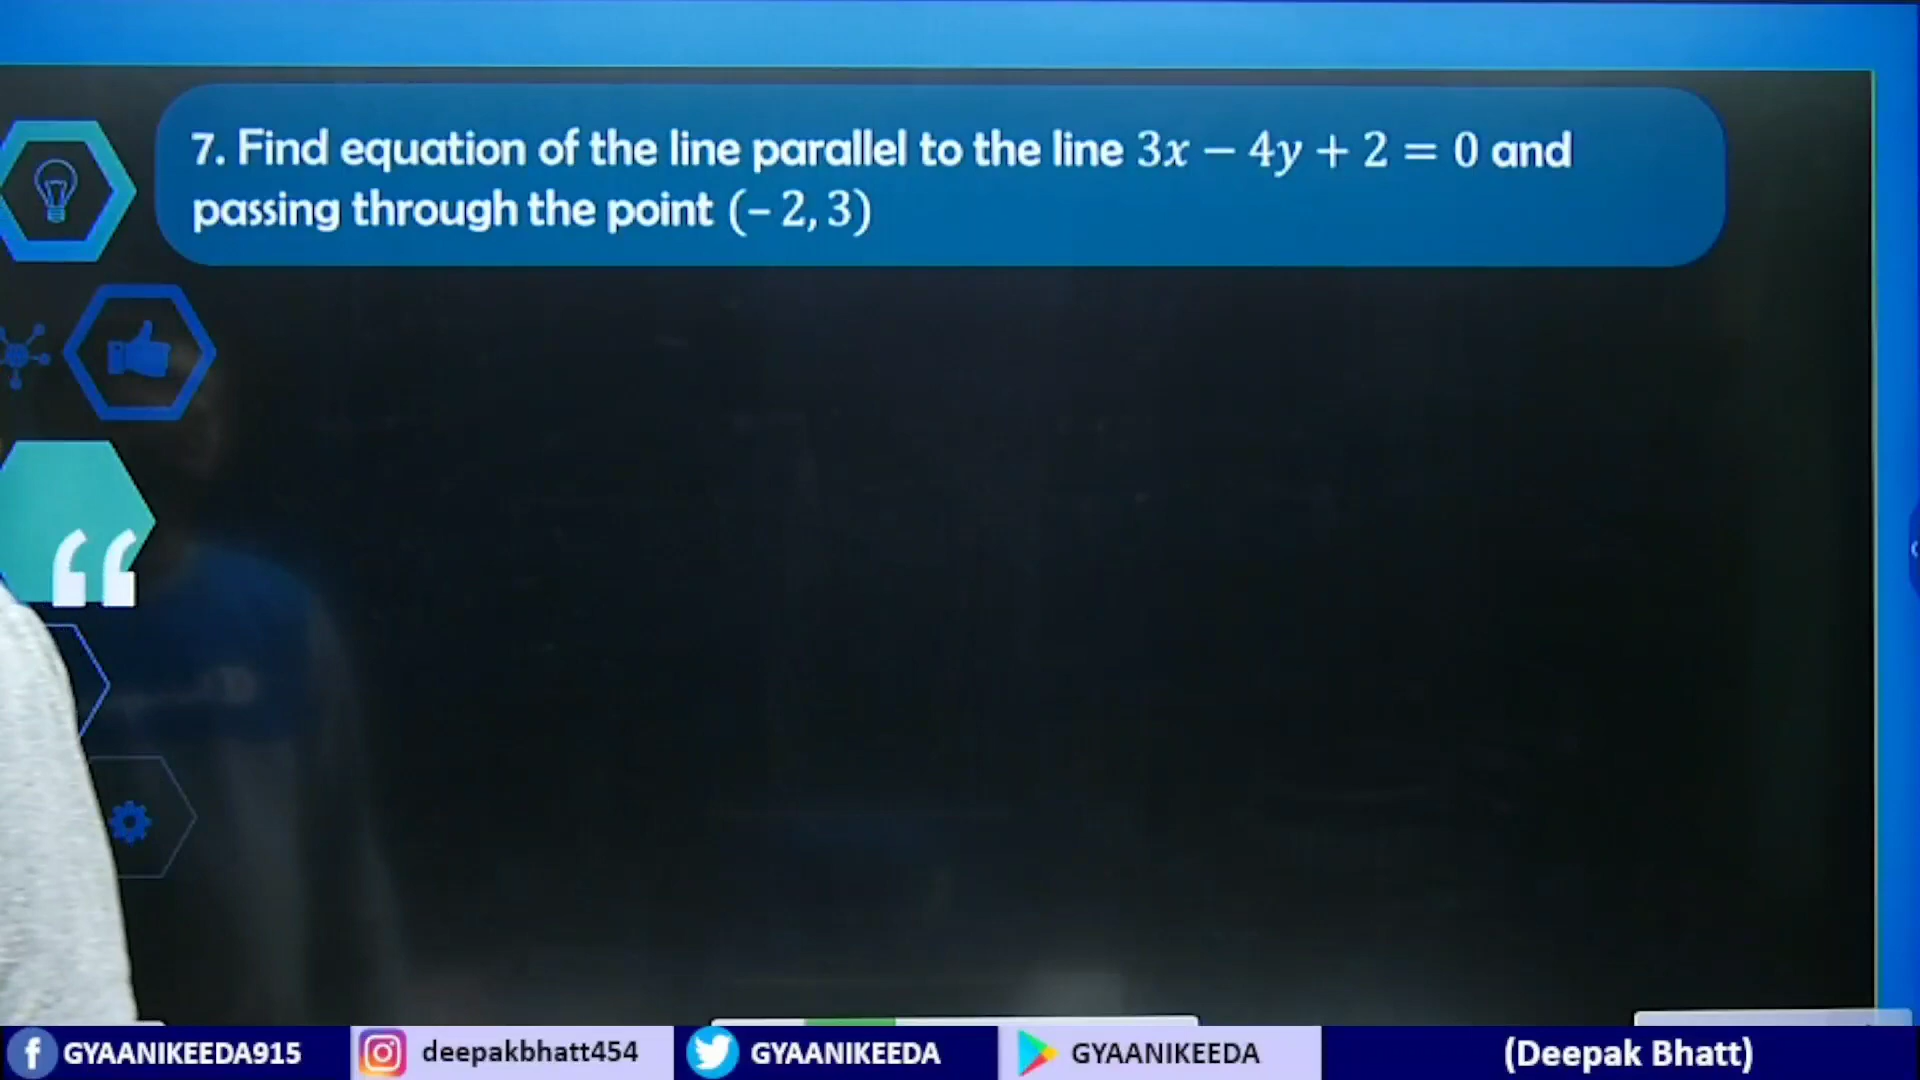 7. Find equation of the line parallel to the line 3x − 4y + 2 = 0 and
passing through the point (– 2, 3)
GYAANIKEEDA915
deepakbhatt454
GYAANIKEEDA
GYAANIKEEDA
(Deepak Bhatt)